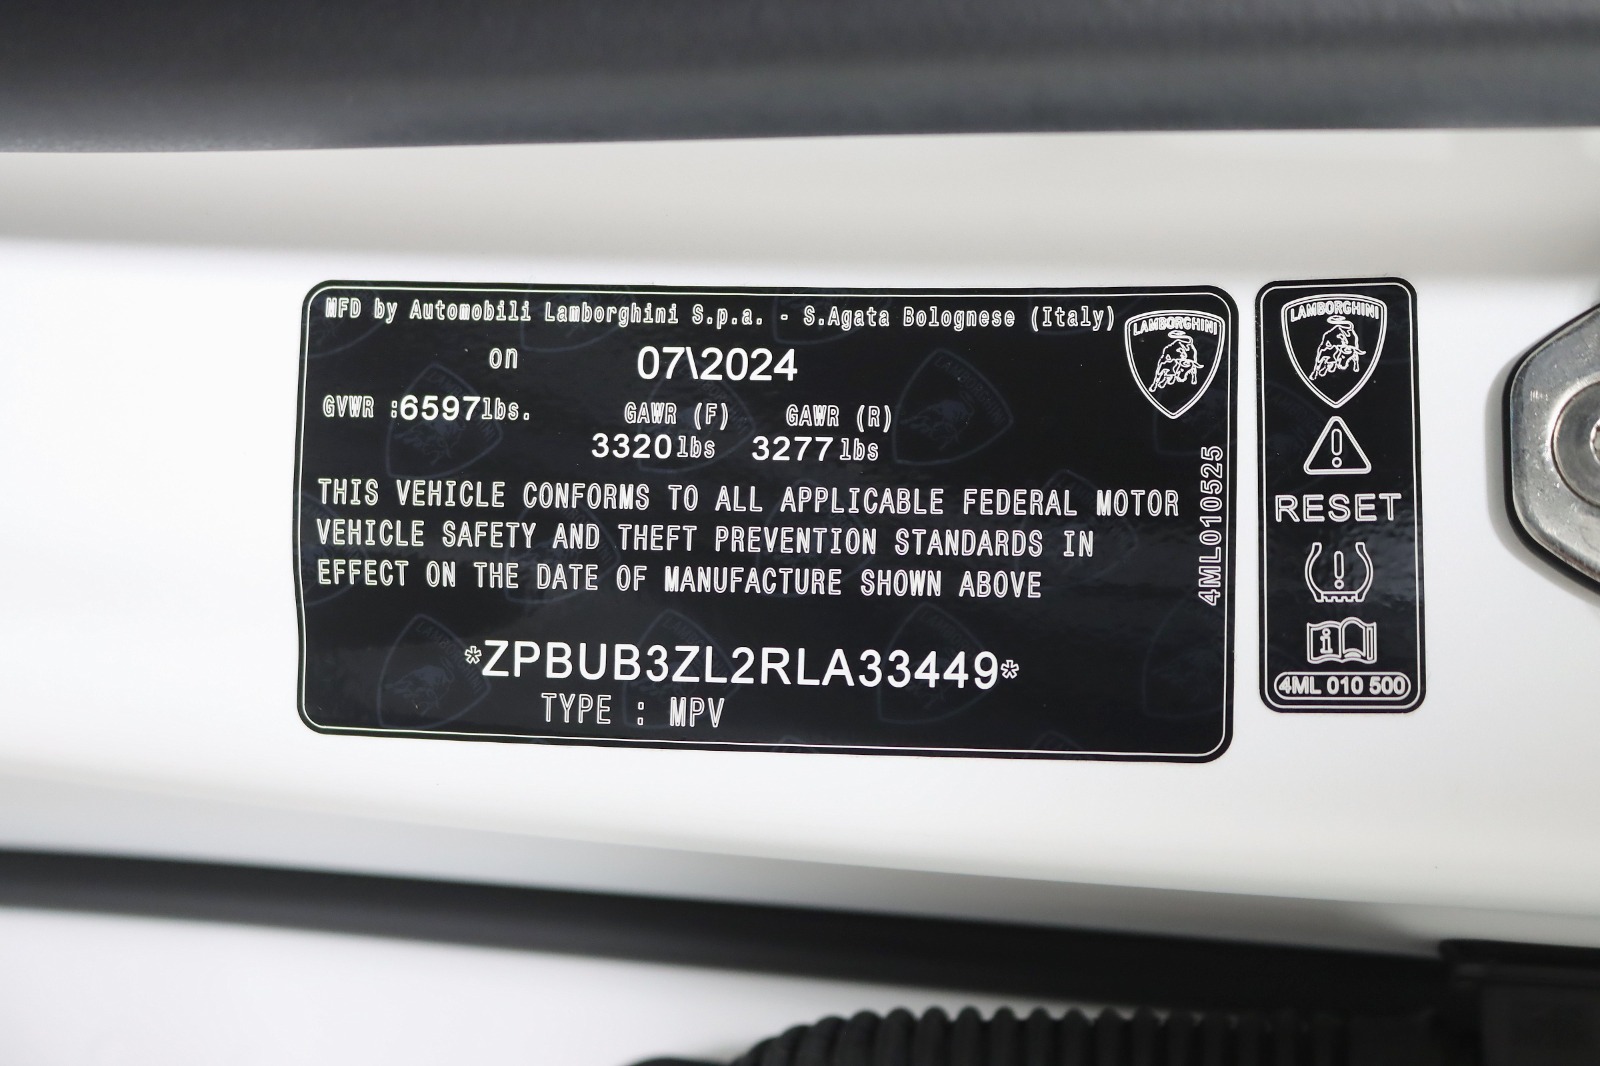 MFD by Automobili Lamborghini S.p.a. - S.Agata Bolognese (Italy)
LAMBORGHINI
on 07\2024
GVWR :6597lbs. GAWR (F) GAWR (R)
3320lbs 3277lbs
THIS VEHICLE CONFORMS TO ALL APPLICABLE FEDERAL MOTOR
VEHICLE SAFETY AND THEFT PREVENTION STANDARDS IN
EFFECT ON THE DATE OF MANUFACTURE SHOWN ABOVE
*ZPBUB3ZL2RLA33449*
TYPE : MPV
4ML010525
LAMBORGHINI
RESET
4ML 010 500